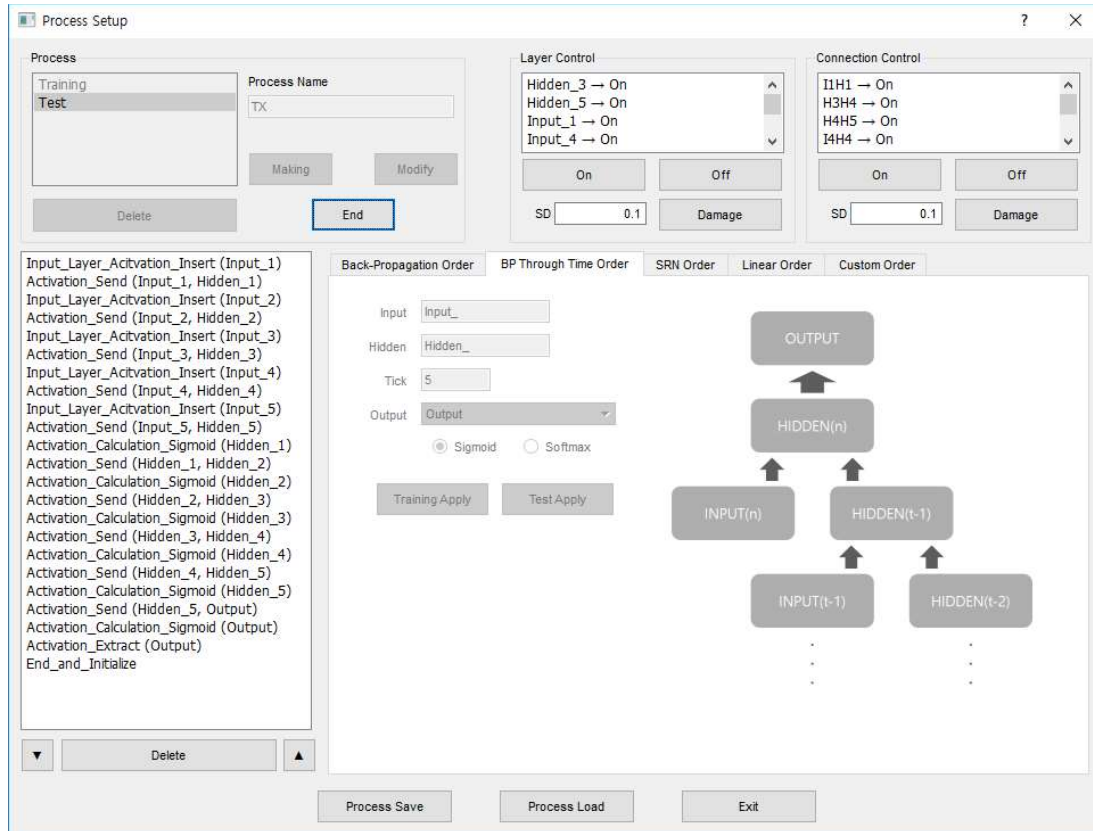 Process Setup
?
Process
Training
Test
Process Name
TX
Making
Modify
Delete
End
Layer Control
Hidden_3 → On
Hidden_5 → On
Input_1 → On
Input_4 → On
On
Off
SD
0.1
Damage
Connection Control
I1H1 → On
H3H4 → On
H4H5 → On
I4H4 → On
On
Off
SD
0.1
Damage
Input_Layer_Acitvation_Insert (Input_1)
Activation_Send (Input_1, Hidden_1)
Input_Layer_Acitvation_Insert (Input_2)
Activation_Send (Input_2, Hidden_2)
Input_Layer_Acitvation_Insert (Input_3)
Activation_Send (Input_3, Hidden_3)
Input_Layer_Acitvation_Insert (Input_4)
Activation_Send (Input_4, Hidden_4)
Input_Layer_Acitvation_Insert (Input_5)
Activation_Send (Input_5, Hidden_5)
Activation_Calculation_Sigmoid (Hidden_1)
Activation_Send (Hidden_1, Hidden_2)
Activation_Calculation_Sigmoid (Hidden_2)
Activation_Send (Hidden_2, Hidden_3)
Activation_Calculation_Sigmoid (Hidden_3)
Activation_Send (Hidden_3, Hidden_4)
Activation_Calculation_Sigmoid (Hidden_4)
Activation_Send (Hidden_4, Hidden_5)
Activation_Calculation_Sigmoid (Hidden_5)
Activation_Send (Hidden_5, Output)
Activation_Calculation_Sigmoid (Output)
Activation_Extract (Output)
End_and_Initialize
▼
Delete
▲
Back-Propagation Order
BP Through Time Order
SRN Order
Linear Order
Custom Order
Input
Input_
Hidden
Hidden_
Tick
5
Output
Output
Sigmoid
Softmax
Training Apply
Test Apply
OUTPUT
HIDDEN(n)
INPUT(n)
HIDDEN(t-1)
INPUT(t-1)
HIDDEN(t-2)
Process Save
Process Load
Exit